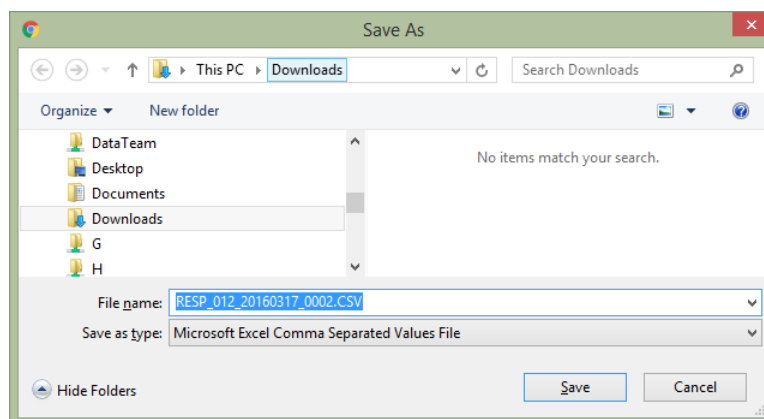 Save As
This PC Downloads Search Downloads
Organize New folder
DataTeam
Desktop
Documents
Downloads
G
H
No items match your search.
File name: RESP_012_20160317_0002.CSV
Save as type: Microsoft Excel Comma Separated Values File
Hide Folders Save Cancel